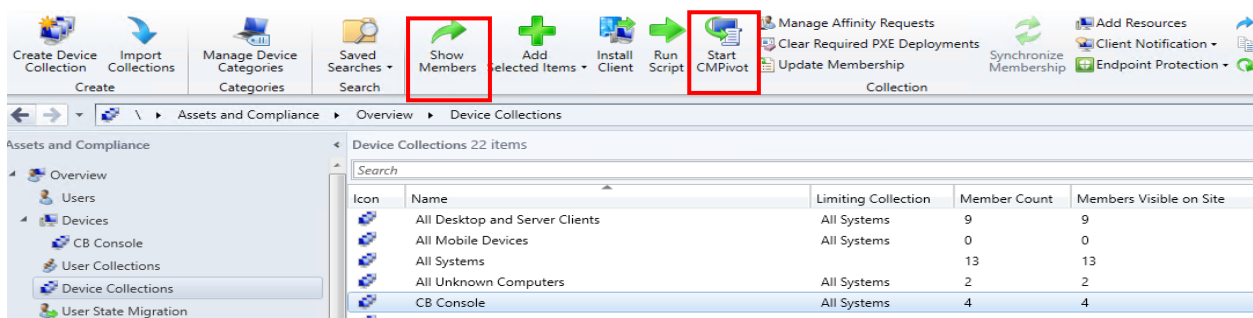 Create Device Collection
Import Collections
Create
Manage Device Categories
Categories
Saved Searches
Search
Show Members
Add Selected Items
Install Client
Run Script
Start CMPivot
Manage Affinity Requests
Clear Required PXE Deployments
Update Membership
Synchronize Membership
Add Resources
Client Notification
Endpoint Protection
Collection
\ Assets and Compliance Overview Device Collections
Assets and Compliance
Overview
Users
Devices
CB Console
User Collections
Device Collections
User State Migration
Device Collections 22 items
Search
Icon Name Limiting Collection Member Count Members Visible on Site
All Desktop and Server Clients All Systems 9 9
All Mobile Devices All Systems 0 0
All Systems 13 13
All Unknown Computers All Systems 2 2
CB Console All Systems 4 4